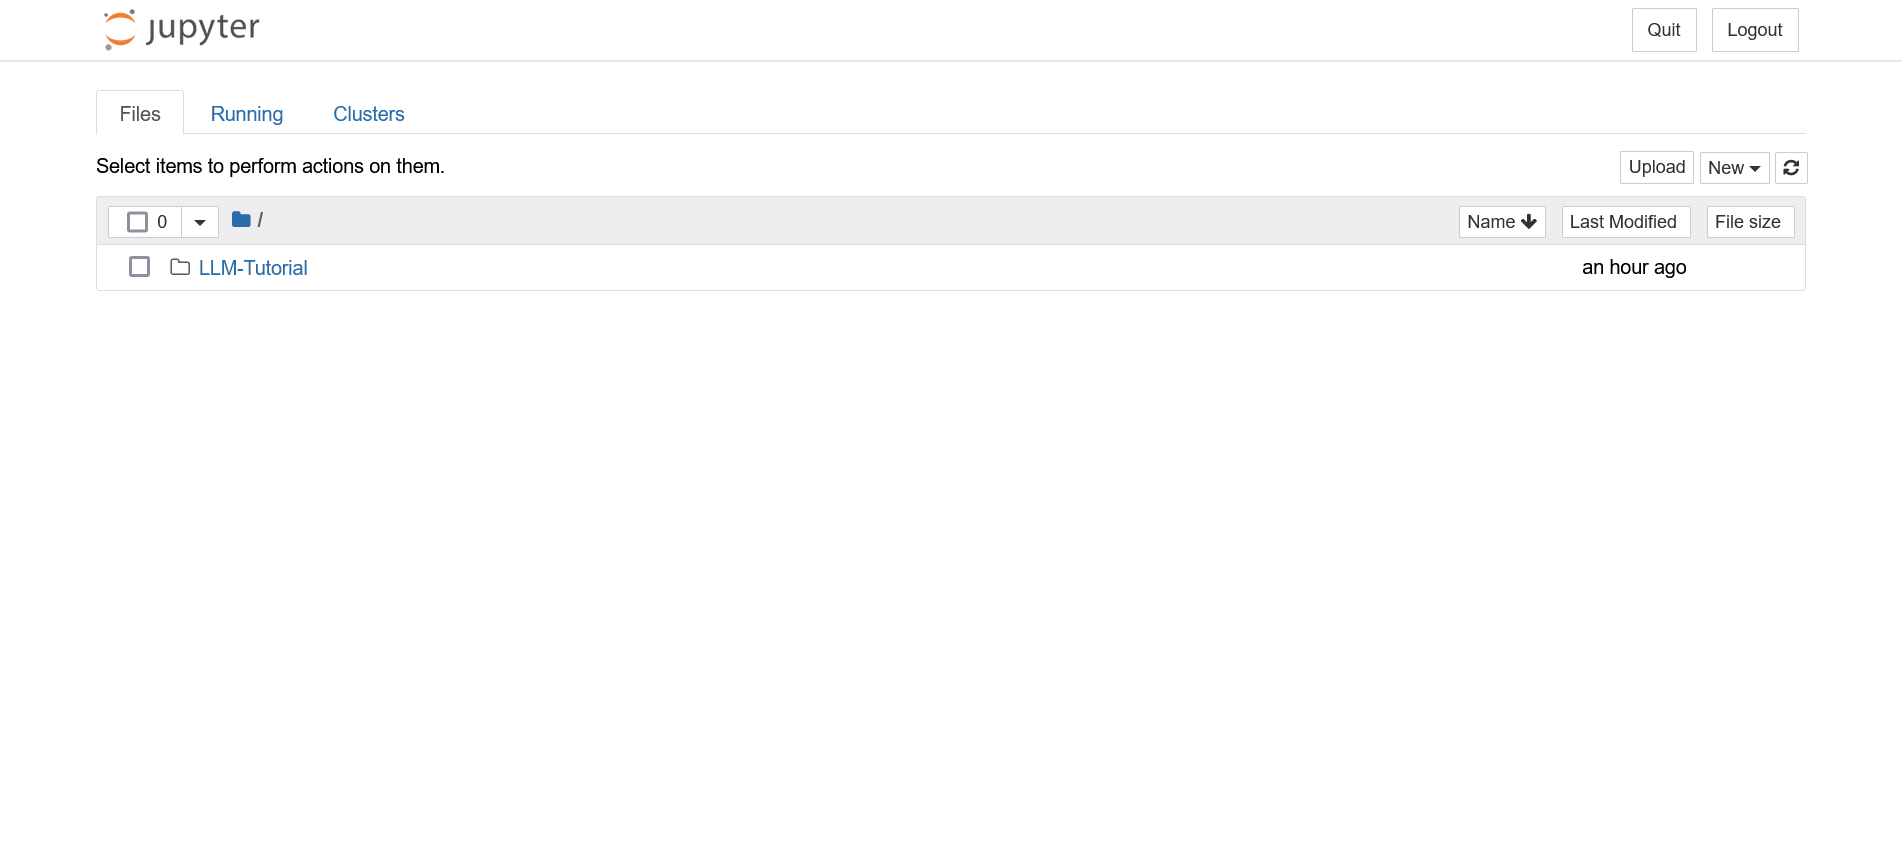 jupyter
Quit Logout
Files Running Clusters
Select items to perform actions on them.
Upload New
0 / Name Last Modified File size
LLM-Tutorial an hour ago